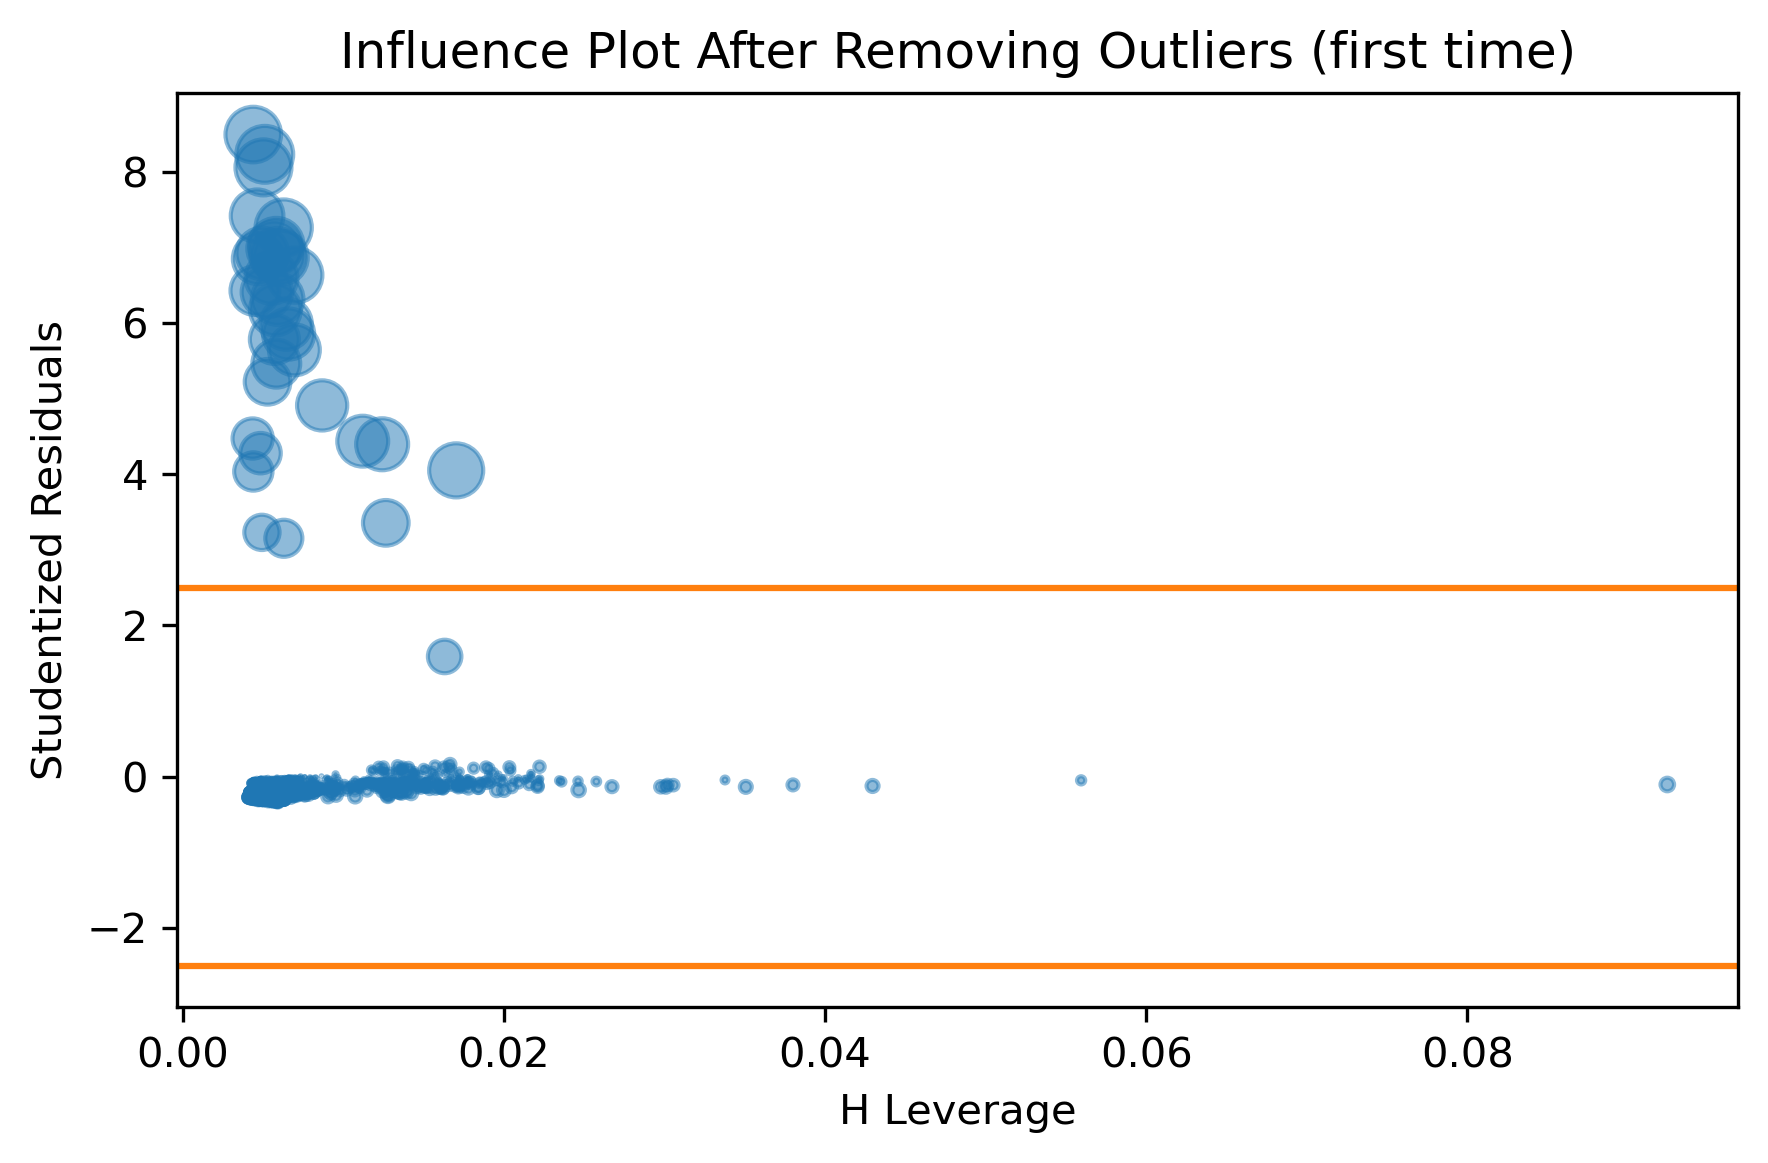 Influence Plot After Removing Outliers (first time)
8
6
4
2
0
−2
Studentized Residuals
0.00 0.02 0.04 0.06 0.08
H Leverage